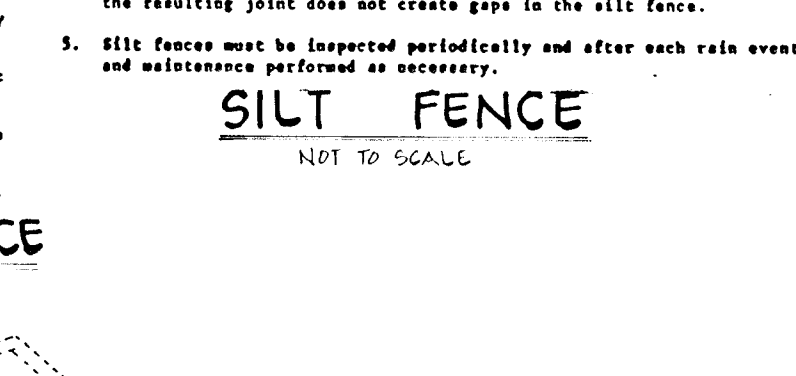 the resulting joint does not create gaps in the silt fence.
5. Silt fences must be inspected periodically and after each rain event
and maintenance performed as necessary.
SILT FENCE
NOT TO SCALE
CE